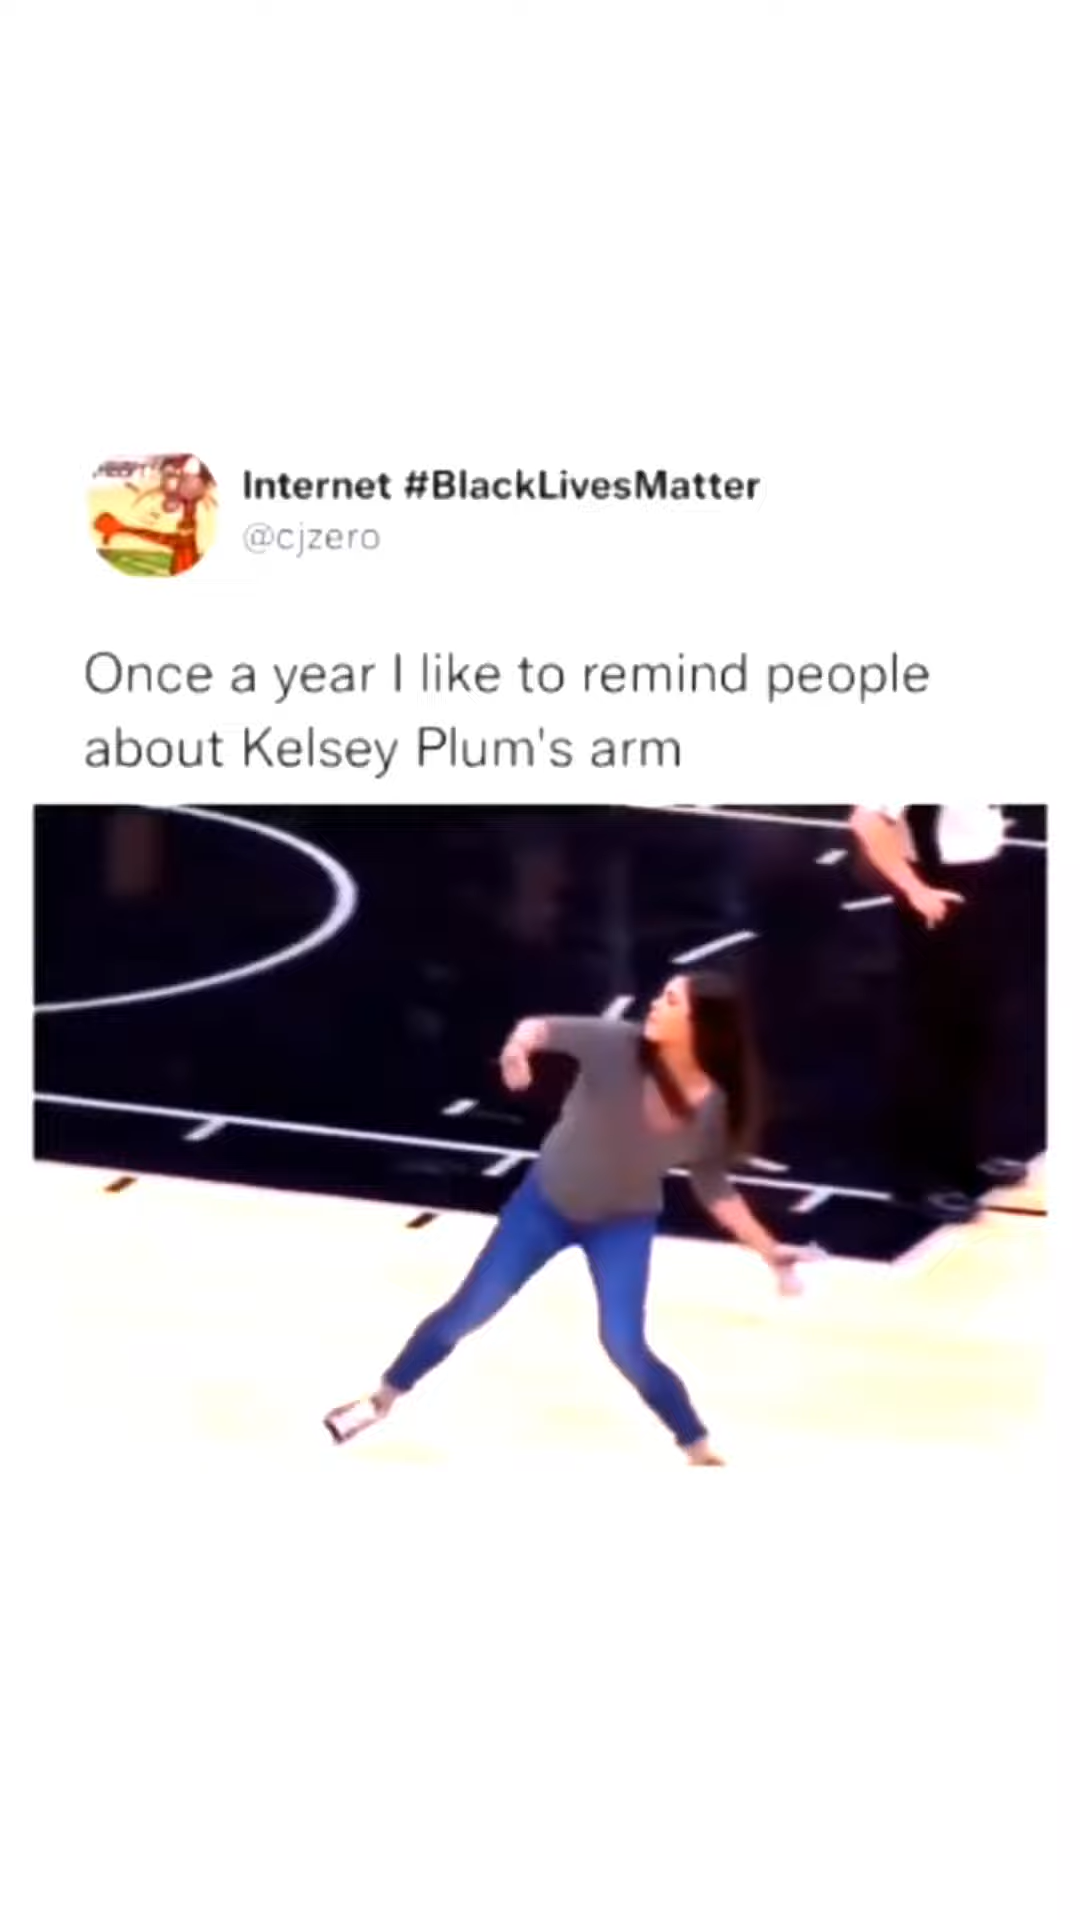 Internet #BlackLivesMatter
@cjzero
Once a year I like to remind people
about Kelsey Plum's arm